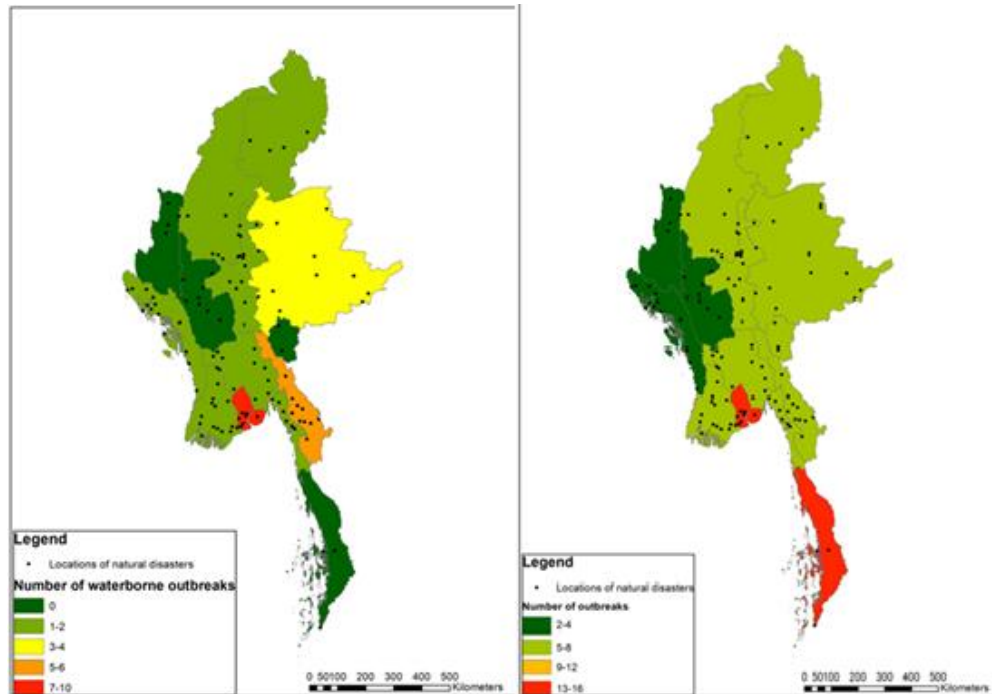 Legend
Locations of natural disasters
Number of waterborne outbreaks
0
1-2
3-4
5-6
7-10
0 50100 200 300 400 500
Kilometers
Legend
Locations of natural disasters
Number of outbreaks
2-4
5-8
9-12
13-16
0 50100 200 300 400 500
Kilometers